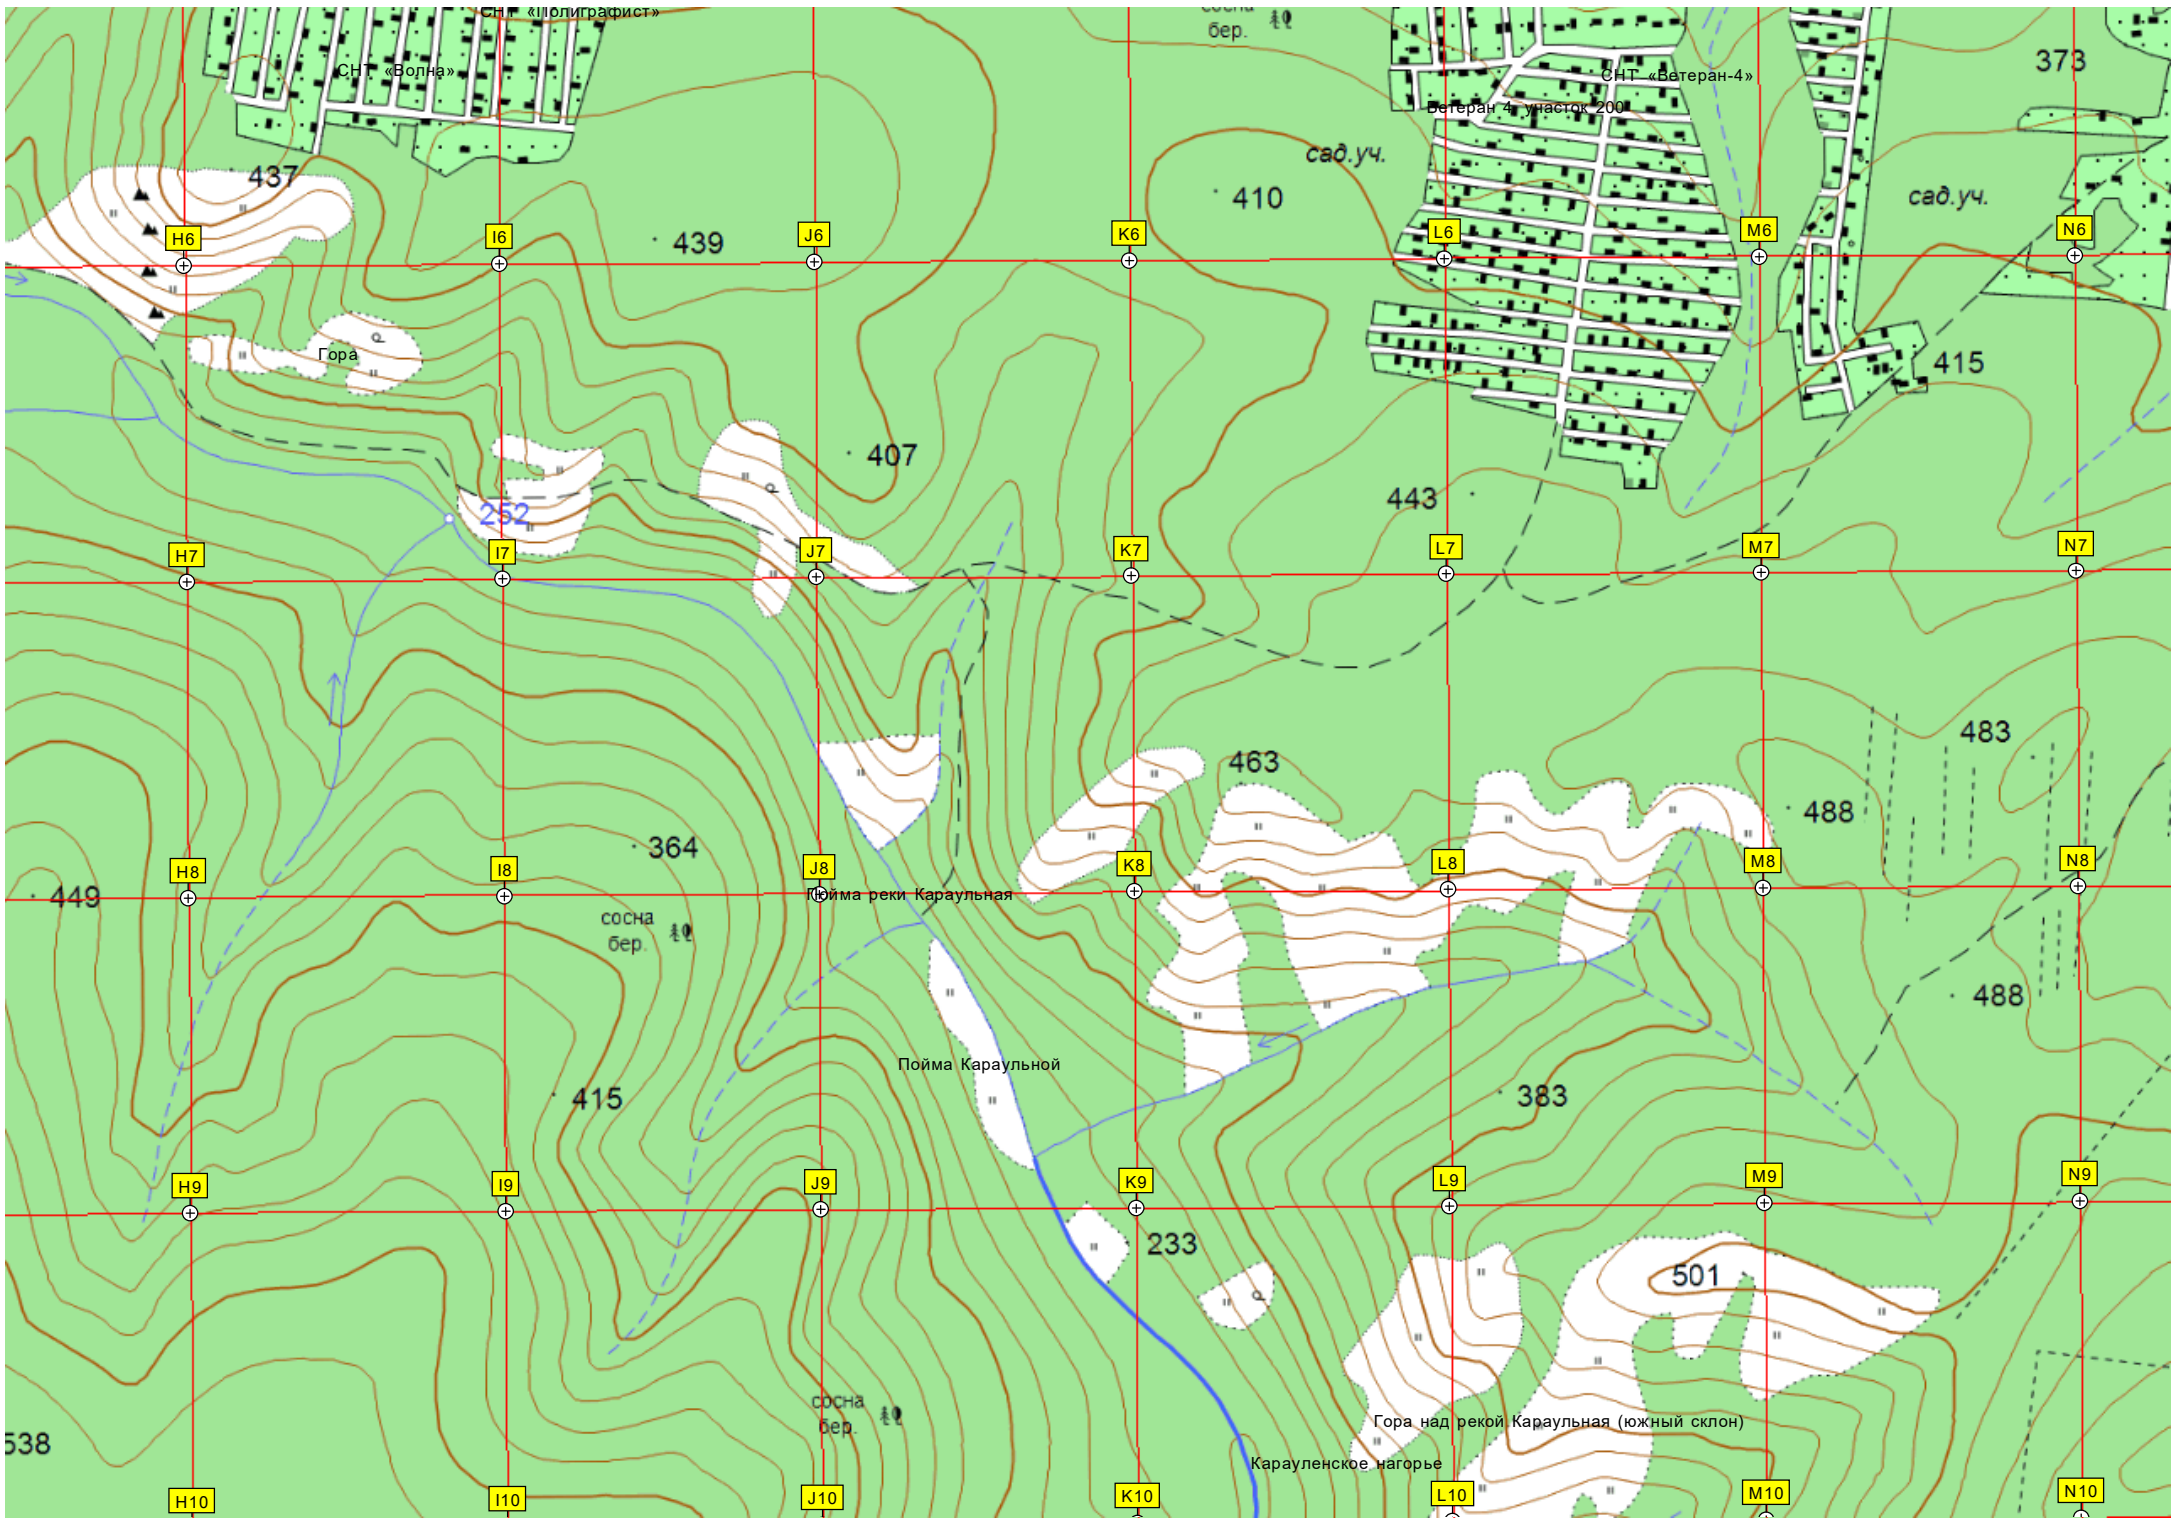 СНТ «Полиграфист»
сосна
бер.
373
СНТ «Волна»
СНТ «Ветеран-4»
Ветеран 4, участок 200
сад.уч.
437
410
сад.уч.
439
H6
I6
J6
K6
L6
M6
N6
Гора
415
407
443
252
H7
I7
J7
K7
L7
M7
N7
463
483
488
364
H8
I8
J8
K8
L8
M8
N8
449
Пойма реки Караульная
сосна
бер.
488
Пойма Караульной
415
383
H9
I9
J9
K9
L9
M9
N9
233
501
сосна
бер.
Гора над рекой Караульная (южный склон)
538
Карауленское нагорье
H10
I10
J10
K10
L10
M10
N10